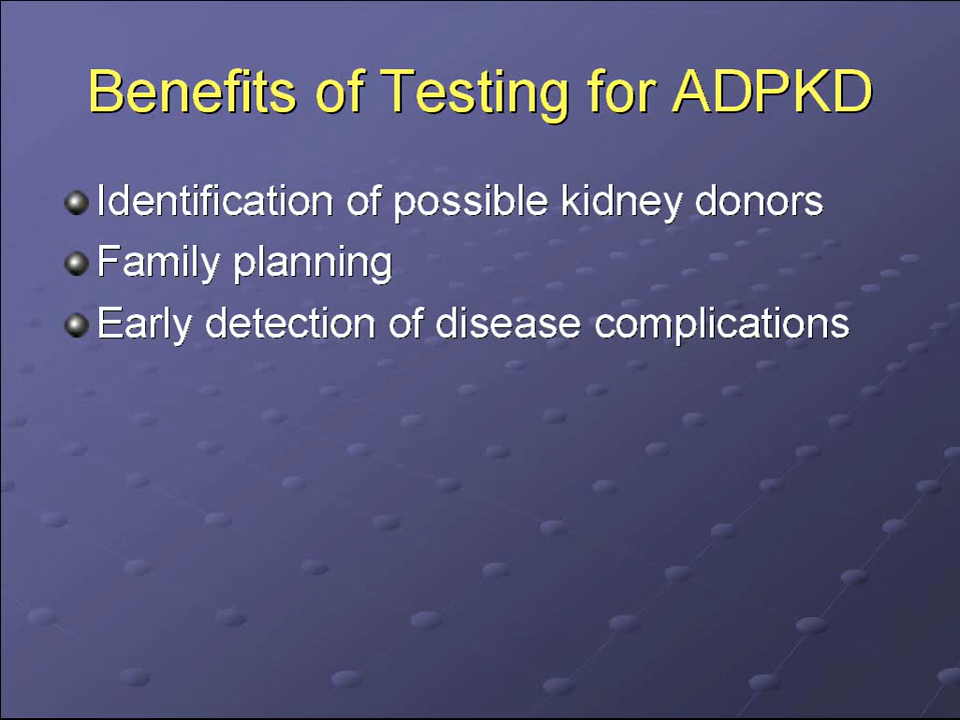 Benefits of Testing for ADPKD
Identification of possible kidney donors
Family planning
Early detection of disease complications